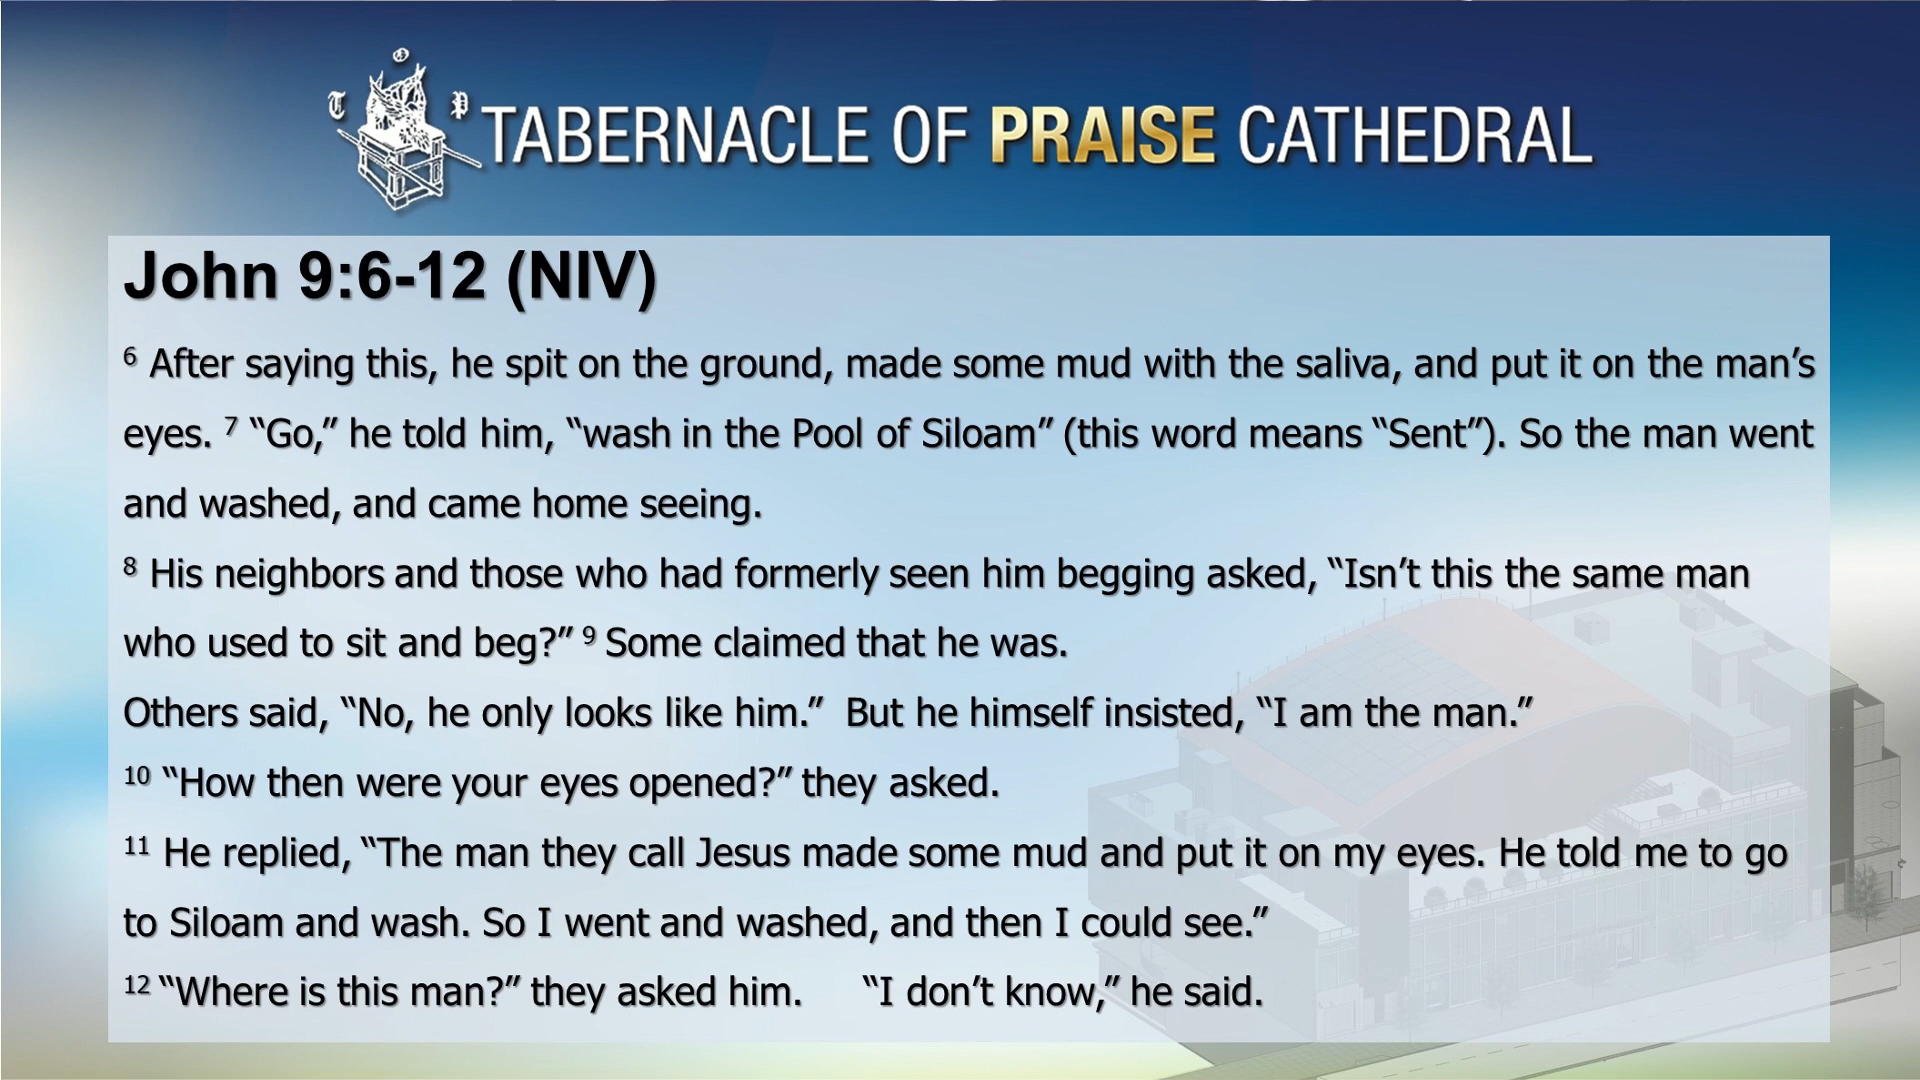 T O P
TABERNACLE OF PRAISE CATHEDRAL
John 9:6-12 (NIV)
6 After saying this, he spit on the ground, made some mud with the saliva, and put it on the man’s
eyes. 7 “Go,” he told him, “wash in the Pool of Siloam” (this word means “Sent”). So the man went
and washed, and came home seeing.
8 His neighbors and those who had formerly seen him begging asked, “Isn’t this the same man
who used to sit and beg?” 9 Some claimed that he was.
Others said, “No, he only looks like him.”  But he himself insisted, “I am the man.”
10 “How then were your eyes opened?” they asked.
11 He replied, “The man they call Jesus made some mud and put it on my eyes. He told me to go
to Siloam and wash. So I went and washed, and then I could see.”
12 “Where is this man?” they asked him.     “I don’t know,” he said.